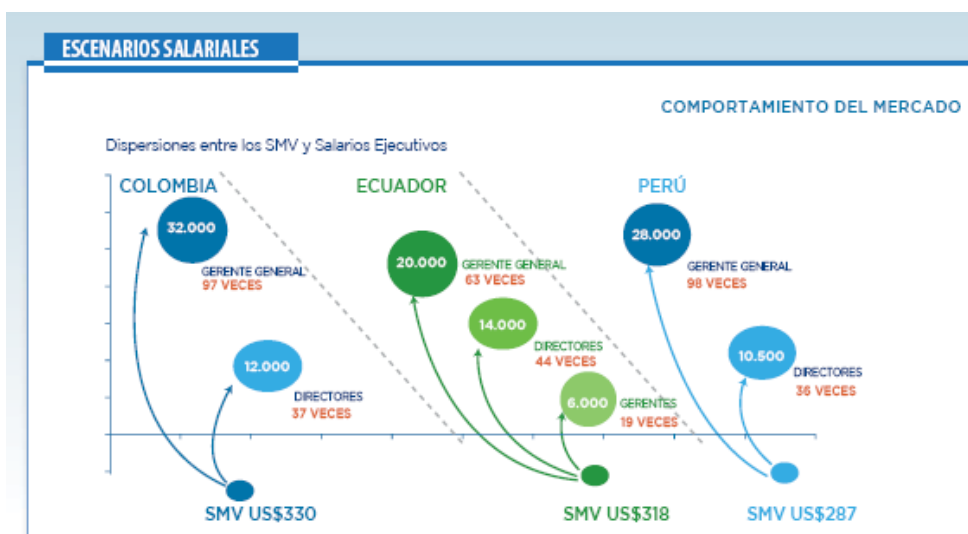 ESCENARIOS SALARIALES
COMPORTAMIENTO DEL MERCADO
Dispersiones entre los SMV y Salarios Ejecutivos
COLOMBIA
32.000
GERENTE GENERAL
97 VECES
12.000
DIRECTORES
37 VECES
SMV US$330
ECUADOR
20.000
GERENTE GENERAL
63 VECES
14.000
DIRECTORES
44 VECES
6.000
GERENTES
19 VECES
SMV US$318
PERÚ
28.000
GERENTE GENERAL
98 VECES
10.500
DIRECTORES
36 VECES
SMV US$287